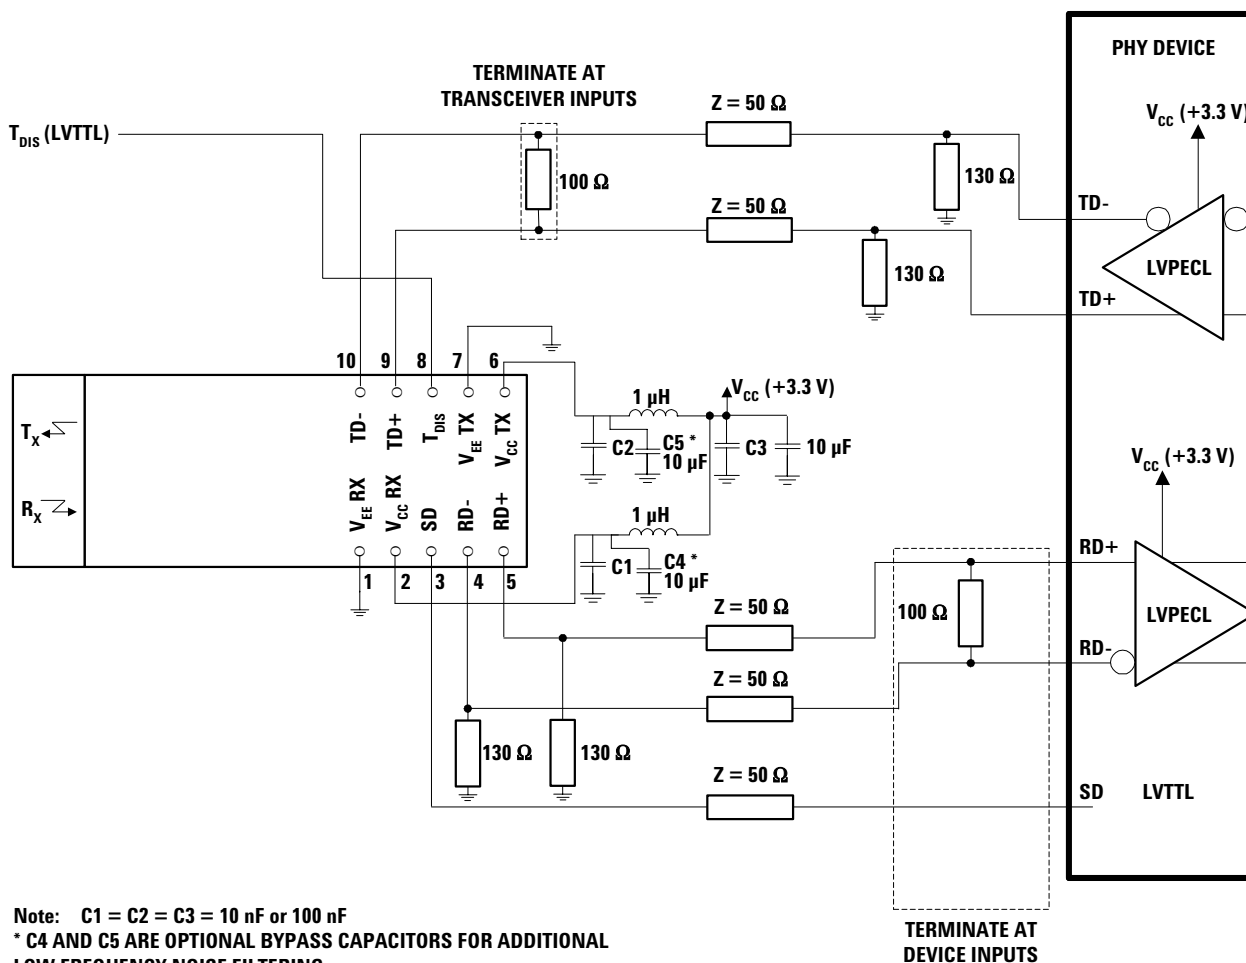 PHY DEVICE
TERMINATE AT
TRANSCEIVER INPUTS
Z = 50 Ω
V_CC (+3.3 V)
T_DIS (LVTTL)
100 Ω
130 Ω
TD-
Z = 50 Ω
LVPECL
130 Ω
TD+
10
9
8
7
6
T_X
R_X
TD-
TD+
T_DIS
V_EE TX
V_CC TX
V_EE RX
V_CC RX
SD
RD-
RD+
1
2
3
4
5
1 µH
V_CC (+3.3 V)
C2
C5 *
10 µF
C3
10 µF
1 µH
C1
C4 *
10 µF
V_CC (+3.3 V)
RD+
Z = 50 Ω
100 Ω
LVPECL
RD-
Z = 50 Ω
130 Ω
130 Ω
Z = 50 Ω
SD
LVTTL
Note: C1 = C2 = C3 = 10 nF or 100 nF
* C4 AND C5 ARE OPTIONAL BYPASS CAPACITORS FOR ADDITIONAL
LOW FREQUENCY NOISE FILTERING
TERMINATE AT
DEVICE INPUTS